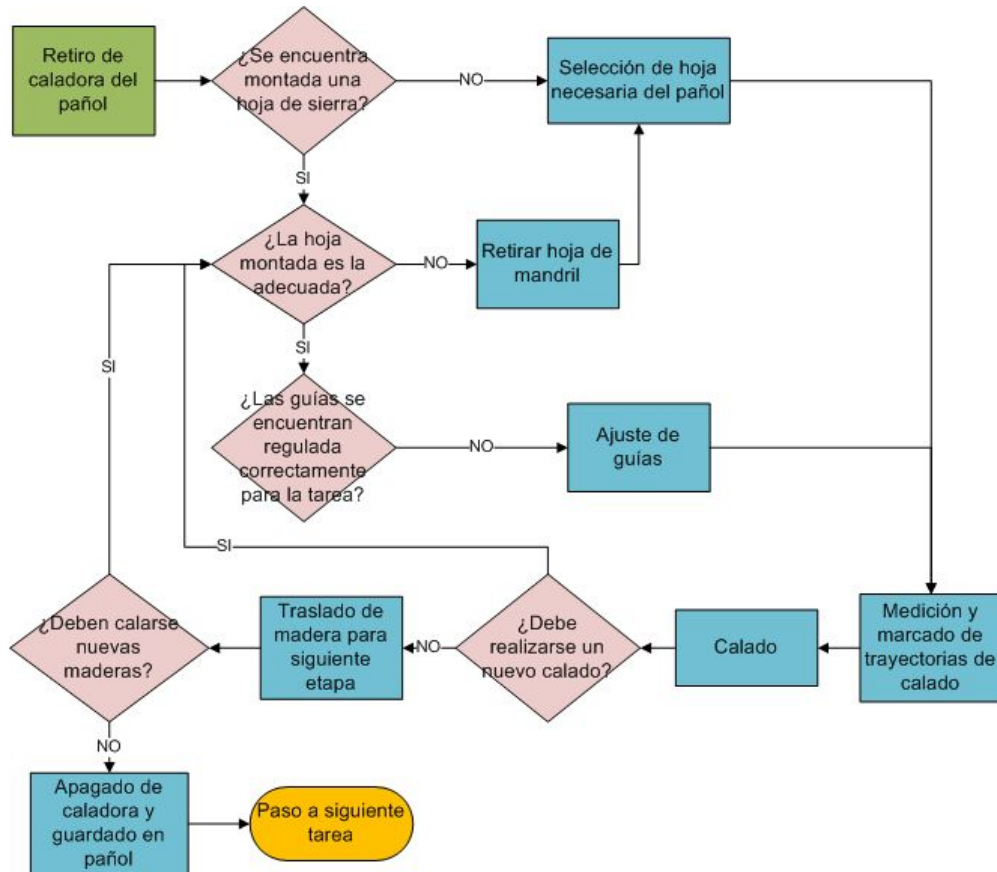 Retiro de
caladora del
pañol
¿Se encuentra
montada una
hoja de sierra?
NO
Selección de hoja
necesaria del pañol
SI
¿La hoja
montada es la
adecuada?
NO
Retirar hoja de
mandril
SI
SI
¿Las guías se
encuentran
regulada
correctamente
para la tarea?
NO
Ajuste de
guías
SI
¿Deben calarse
nuevas
maderas?
Traslado de
madera para
siguiente
etapa
NO
¿Debe
realizarse un
nuevo calado?
Calado
Medición y
marcado de
trayectorias de
calado
NO
Apagado de
caladora y
guardado en
pañol
Paso a siguiente
tarea